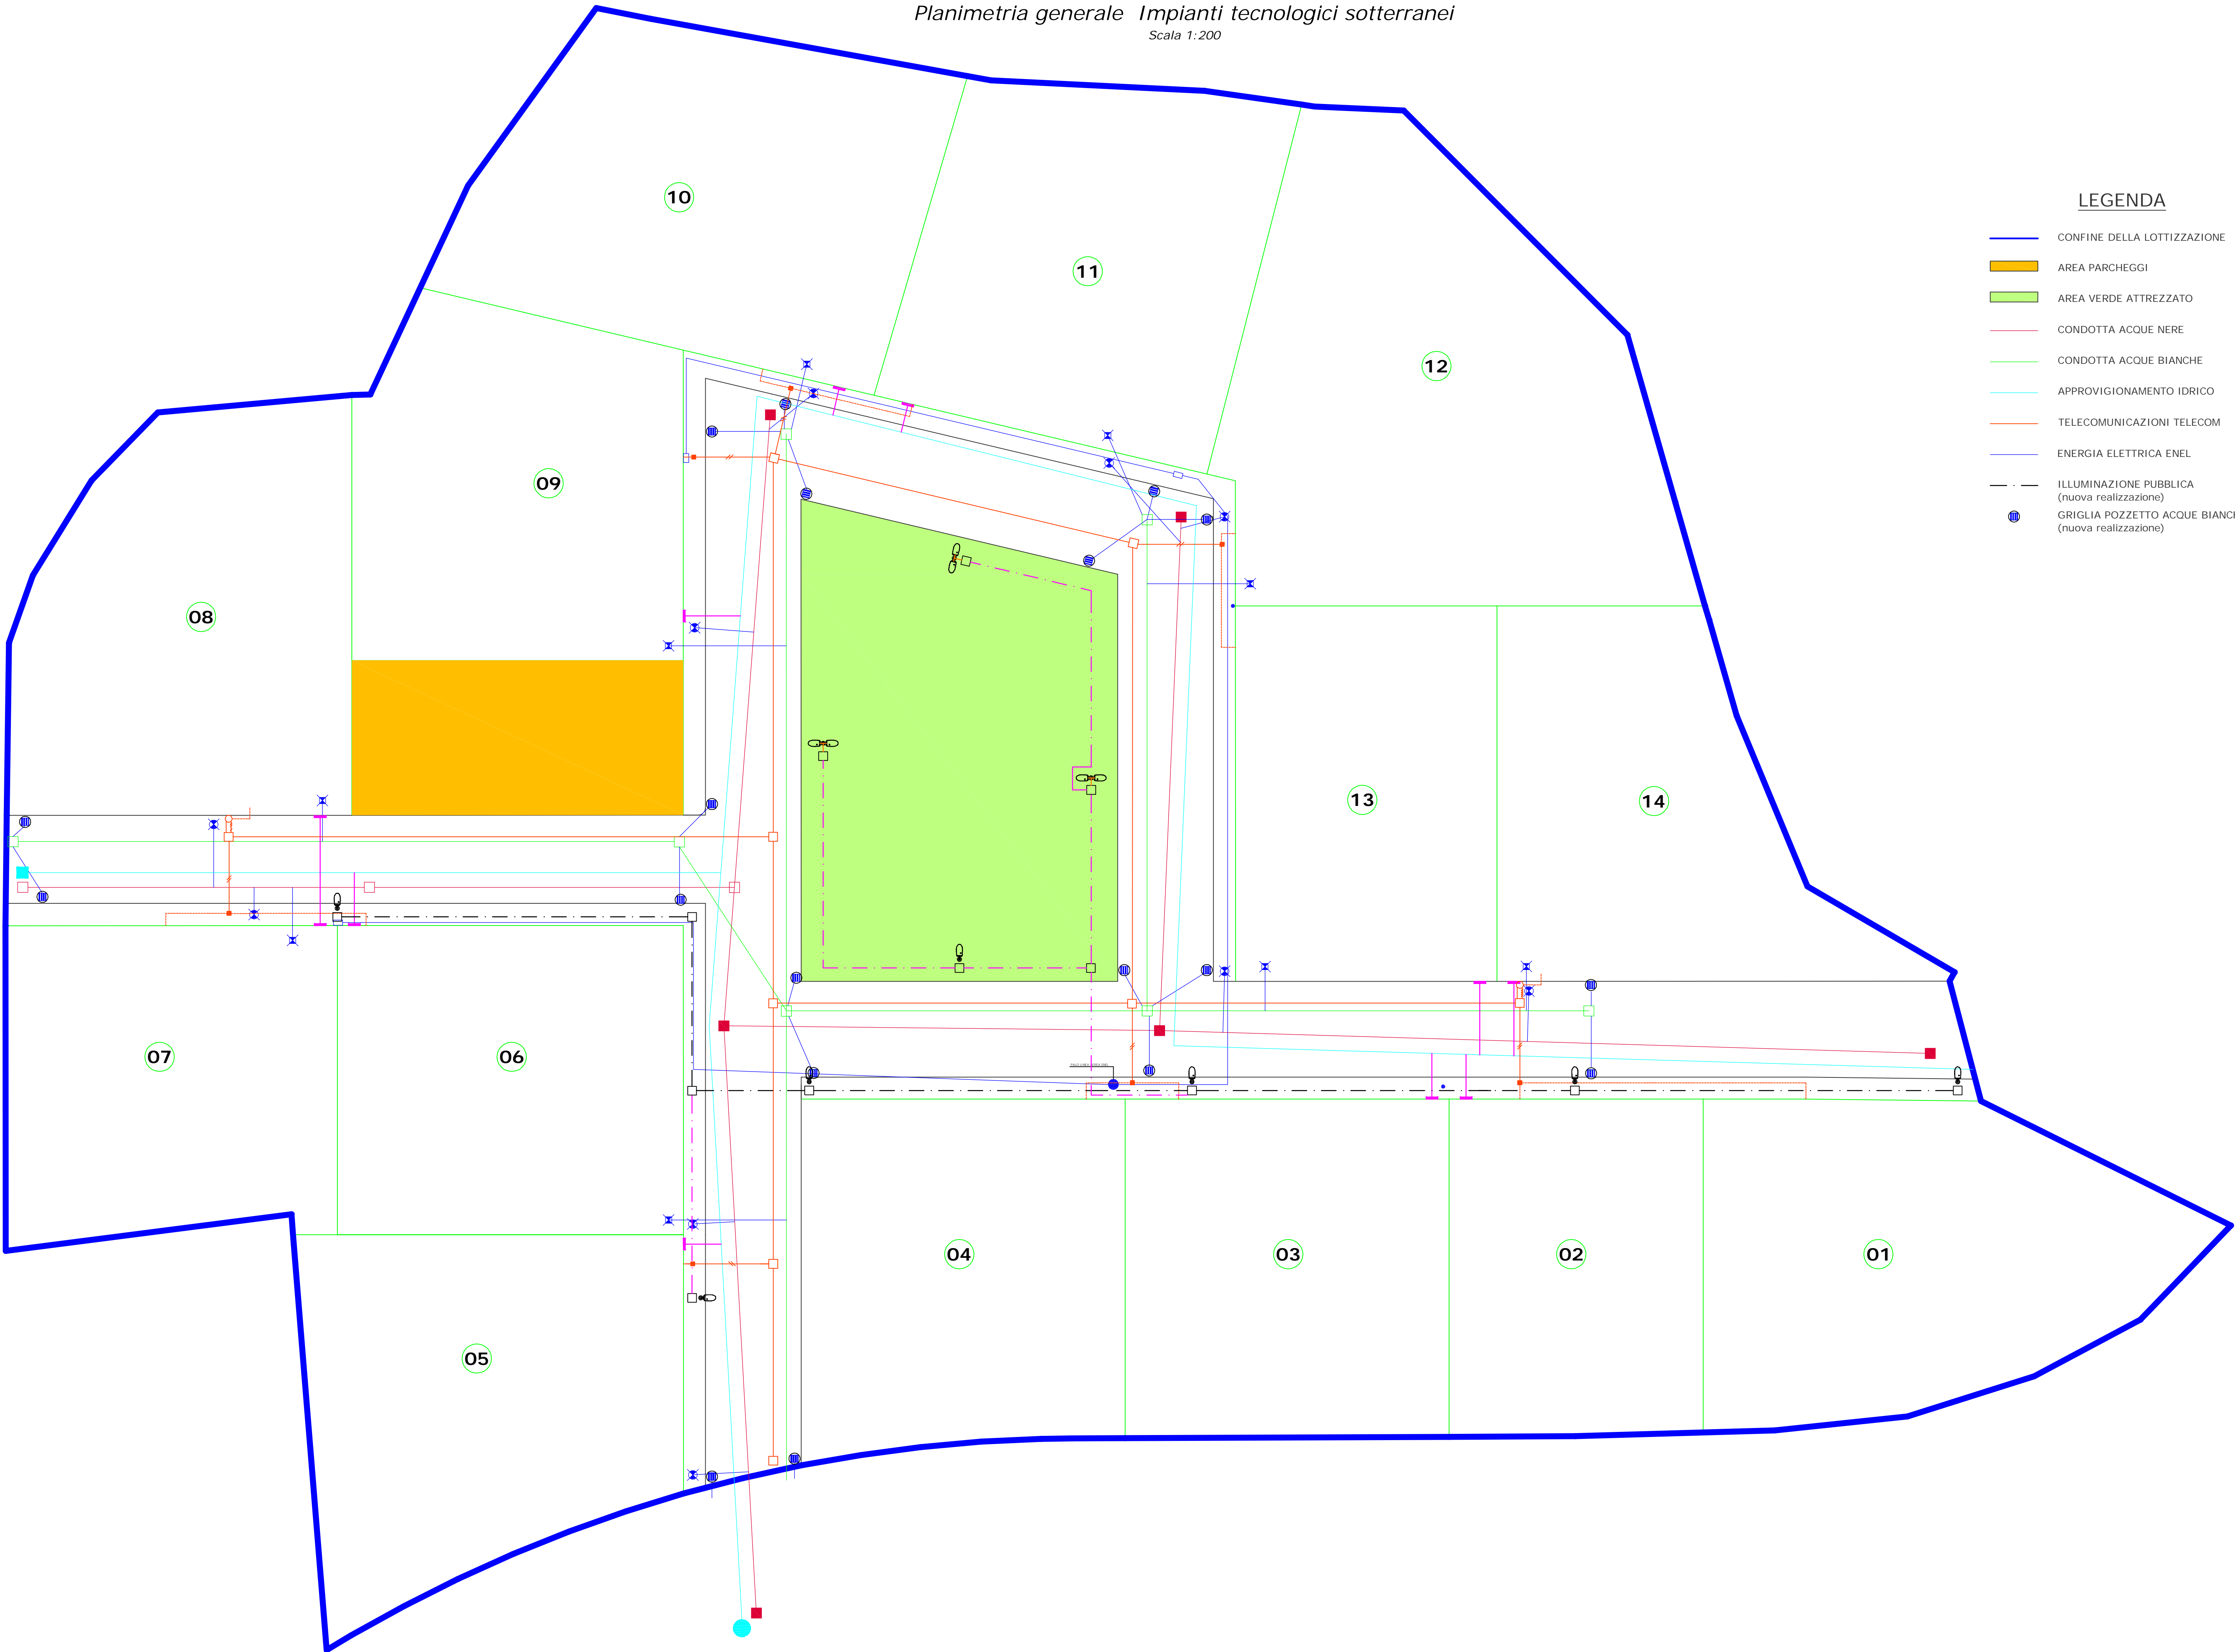 Planimetria generale Impianti tecnologici sotterranei
Scala 1:200
10
11
12
09
08
13
14
07
06
05
04
03
02
01
LEGENDA
CONFINE DELLA LOTTIZZAZIONE
AREA PARCHEGGI
AREA VERDE ATTREZZATO
CONDOTTA ACQUE NERE
CONDOTTA ACQUE BIANCHE
APPROVIGIONAMENTO IDRICO
TELECOMUNICAZIONI TELECOM
ENERGIA ELETTRICA ENEL
ILLUMINAZIONE PUBBLICA
(nuova realizzazione)
GRIGLIA POZZETTO ACQUE BIANCI
(nuova realizzazione)